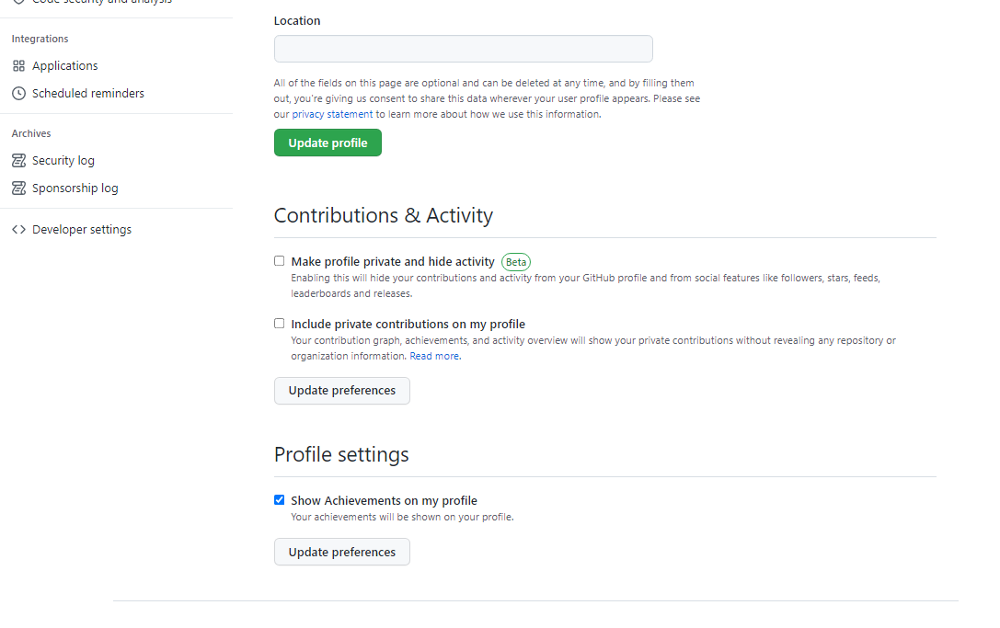 Code security and analysis
Integrations
Applications
Scheduled reminders
Archives
Security log
Sponsorship log
Developer settings
Location
All of the fields on this page are optional and can be deleted at any time, and by filling them
out, you're giving us consent to share this data wherever your user profile appears. Please see
our privacy statement to learn more about how we use this information.
Update profile
Contributions & Activity
Make profile private and hide activity Beta
Enabling this will hide your contributions and activity from your GitHub profile and from social features like followers, stars, feeds,
leaderboards and releases.
Include private contributions on my profile
Your contribution graph, achievements, and activity overview will show your private contributions without revealing any repository or
organization information. Read more.
Update preferences
Profile settings
Show Achievements on my profile
Your achievements will be shown on your profile.
Update preferences